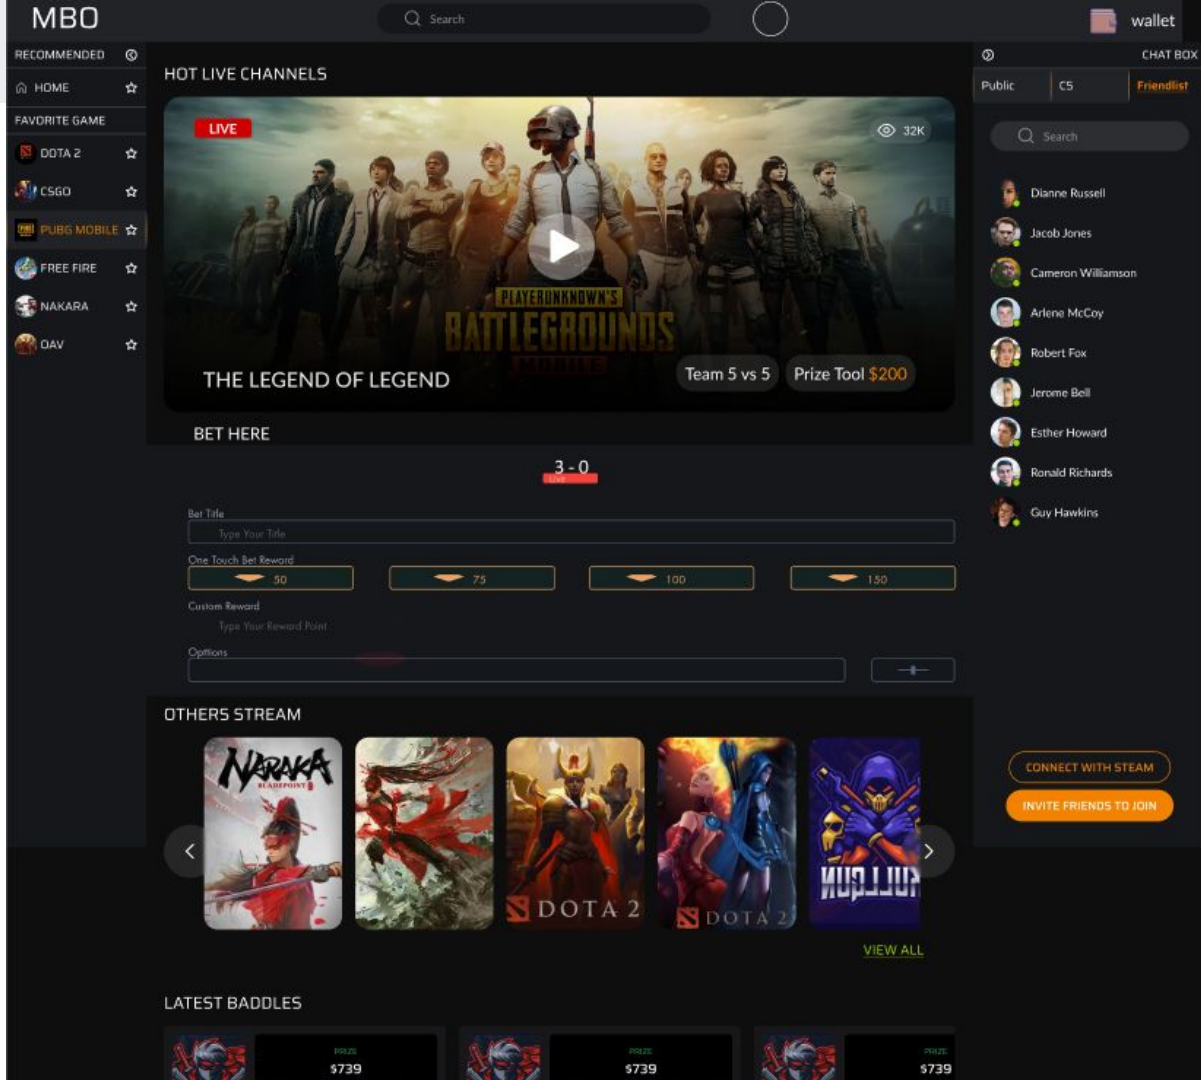 MBO
Search
wallet
RECOMMENDED
HOME
FAVORITE GAME
DOTA 2
CSGO
PUBG MOBILE
FREE FIRE
NAKARA
OAV
HOT LIVE CHANNELS
LIVE
32K
PLAYERUNKNOWN'S
BATTLEGROUNDS
MOBILE
THE LEGEND OF LEGEND
Team 5 vs 5
Prize Tool $200
BET HERE
3 - 0
Live
Bet Title
Type Your Title
One Touch Bet Reward
50
75
100
150
Custom Reward
Type Your Reward Point
Opttions
OTHERS STREAM
NARAKA
BLADEPOINT
DOTA 2
DOTA 2
SKULLGUN
VIEW ALL
LATEST BADDLES
PRIZE
$739
PRIZE
$739
PRIZE
$739
CHAT BOX
Public
C5
Friendlist
Search
Dianne Russell
Jacob Jones
Cameron Williamson
Arlene McCoy
Robert Fox
Jerome Bell
Esther Howard
Ronald Richards
Guy Hawkins
CONNECT WITH STEAM
INVITE FRIENDS TO JOIN